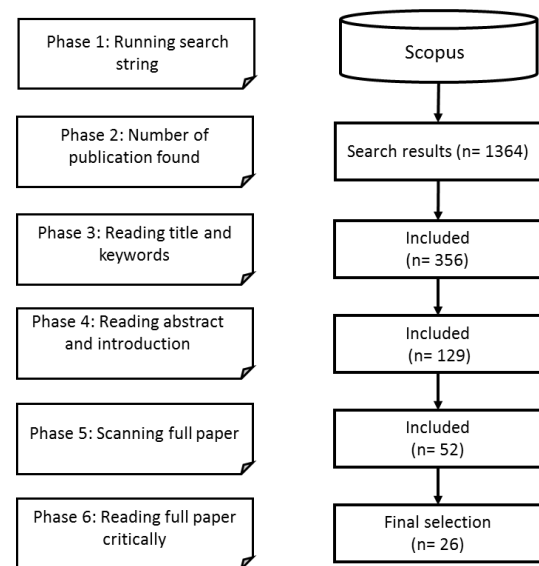 Phase 1: Running search
string
Scopus
Phase 2: Number of
publication found
Search results (n= 1364)
Phase 3: Reading title and
keywords
Included
(n= 356)
Phase 4: Reading abstract
and introduction
Included
(n= 129)
Phase 5: Scanning full paper
Included
(n= 52)
Phase 6: Reading full paper
critically
Final selection
(n= 26)